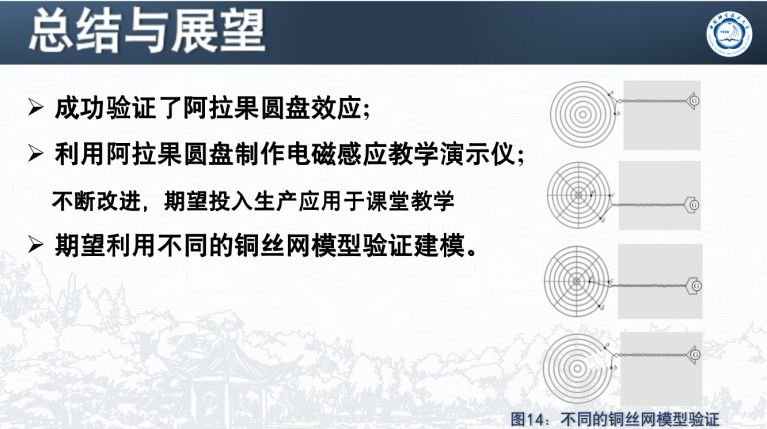 总结与展望
➢ 成功验证了阿拉果圆盘效应；
➢ 利用阿拉果圆盘制作电磁感应教学演示仪；
不断改进，期望投入生产应用于课堂教学
➢ 期望利用不同的铜丝网模型验证建模。
a
b
G
c
d
G
c
d
G
a
b
G
图14：不同的铜丝网模型验证